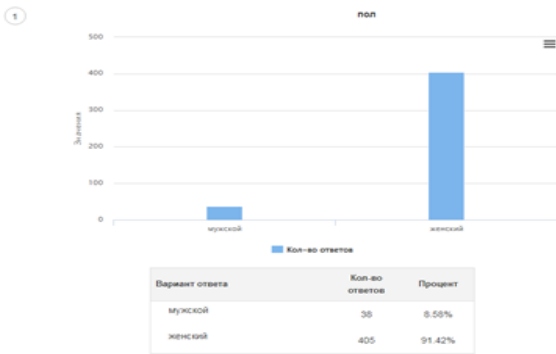 1
пол
500
400
300
200
100
0
Значения
мужской женский
Кол-во ответов
Вариант ответа Кол-во ответов Процент
мужской 38 8.58%
женский 405 91.42%